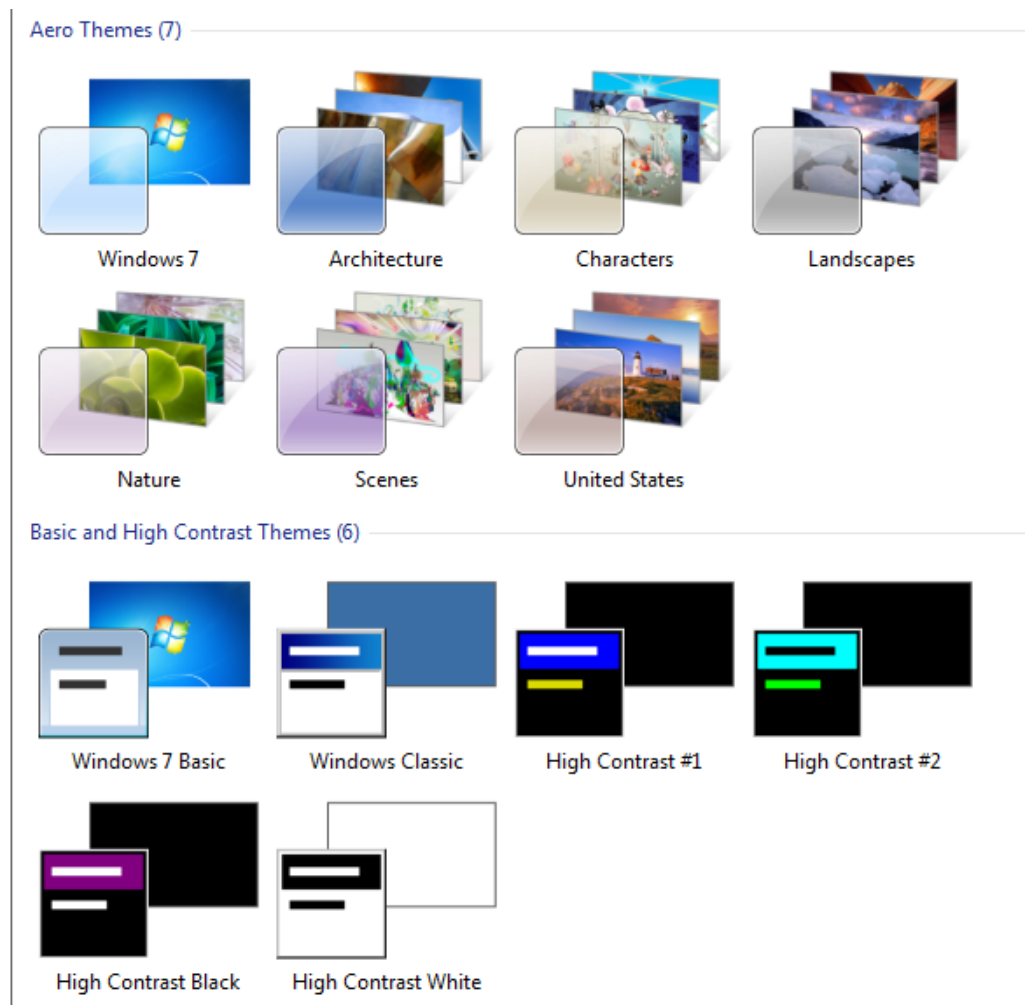 Aero Themes (7)
Windows 7
Architecture
Characters
Landscapes
Nature
Scenes
United States
Basic and High Contrast Themes (6)
Windows 7 Basic
Windows Classic
High Contrast #1
High Contrast #2
High Contrast Black
High Contrast White